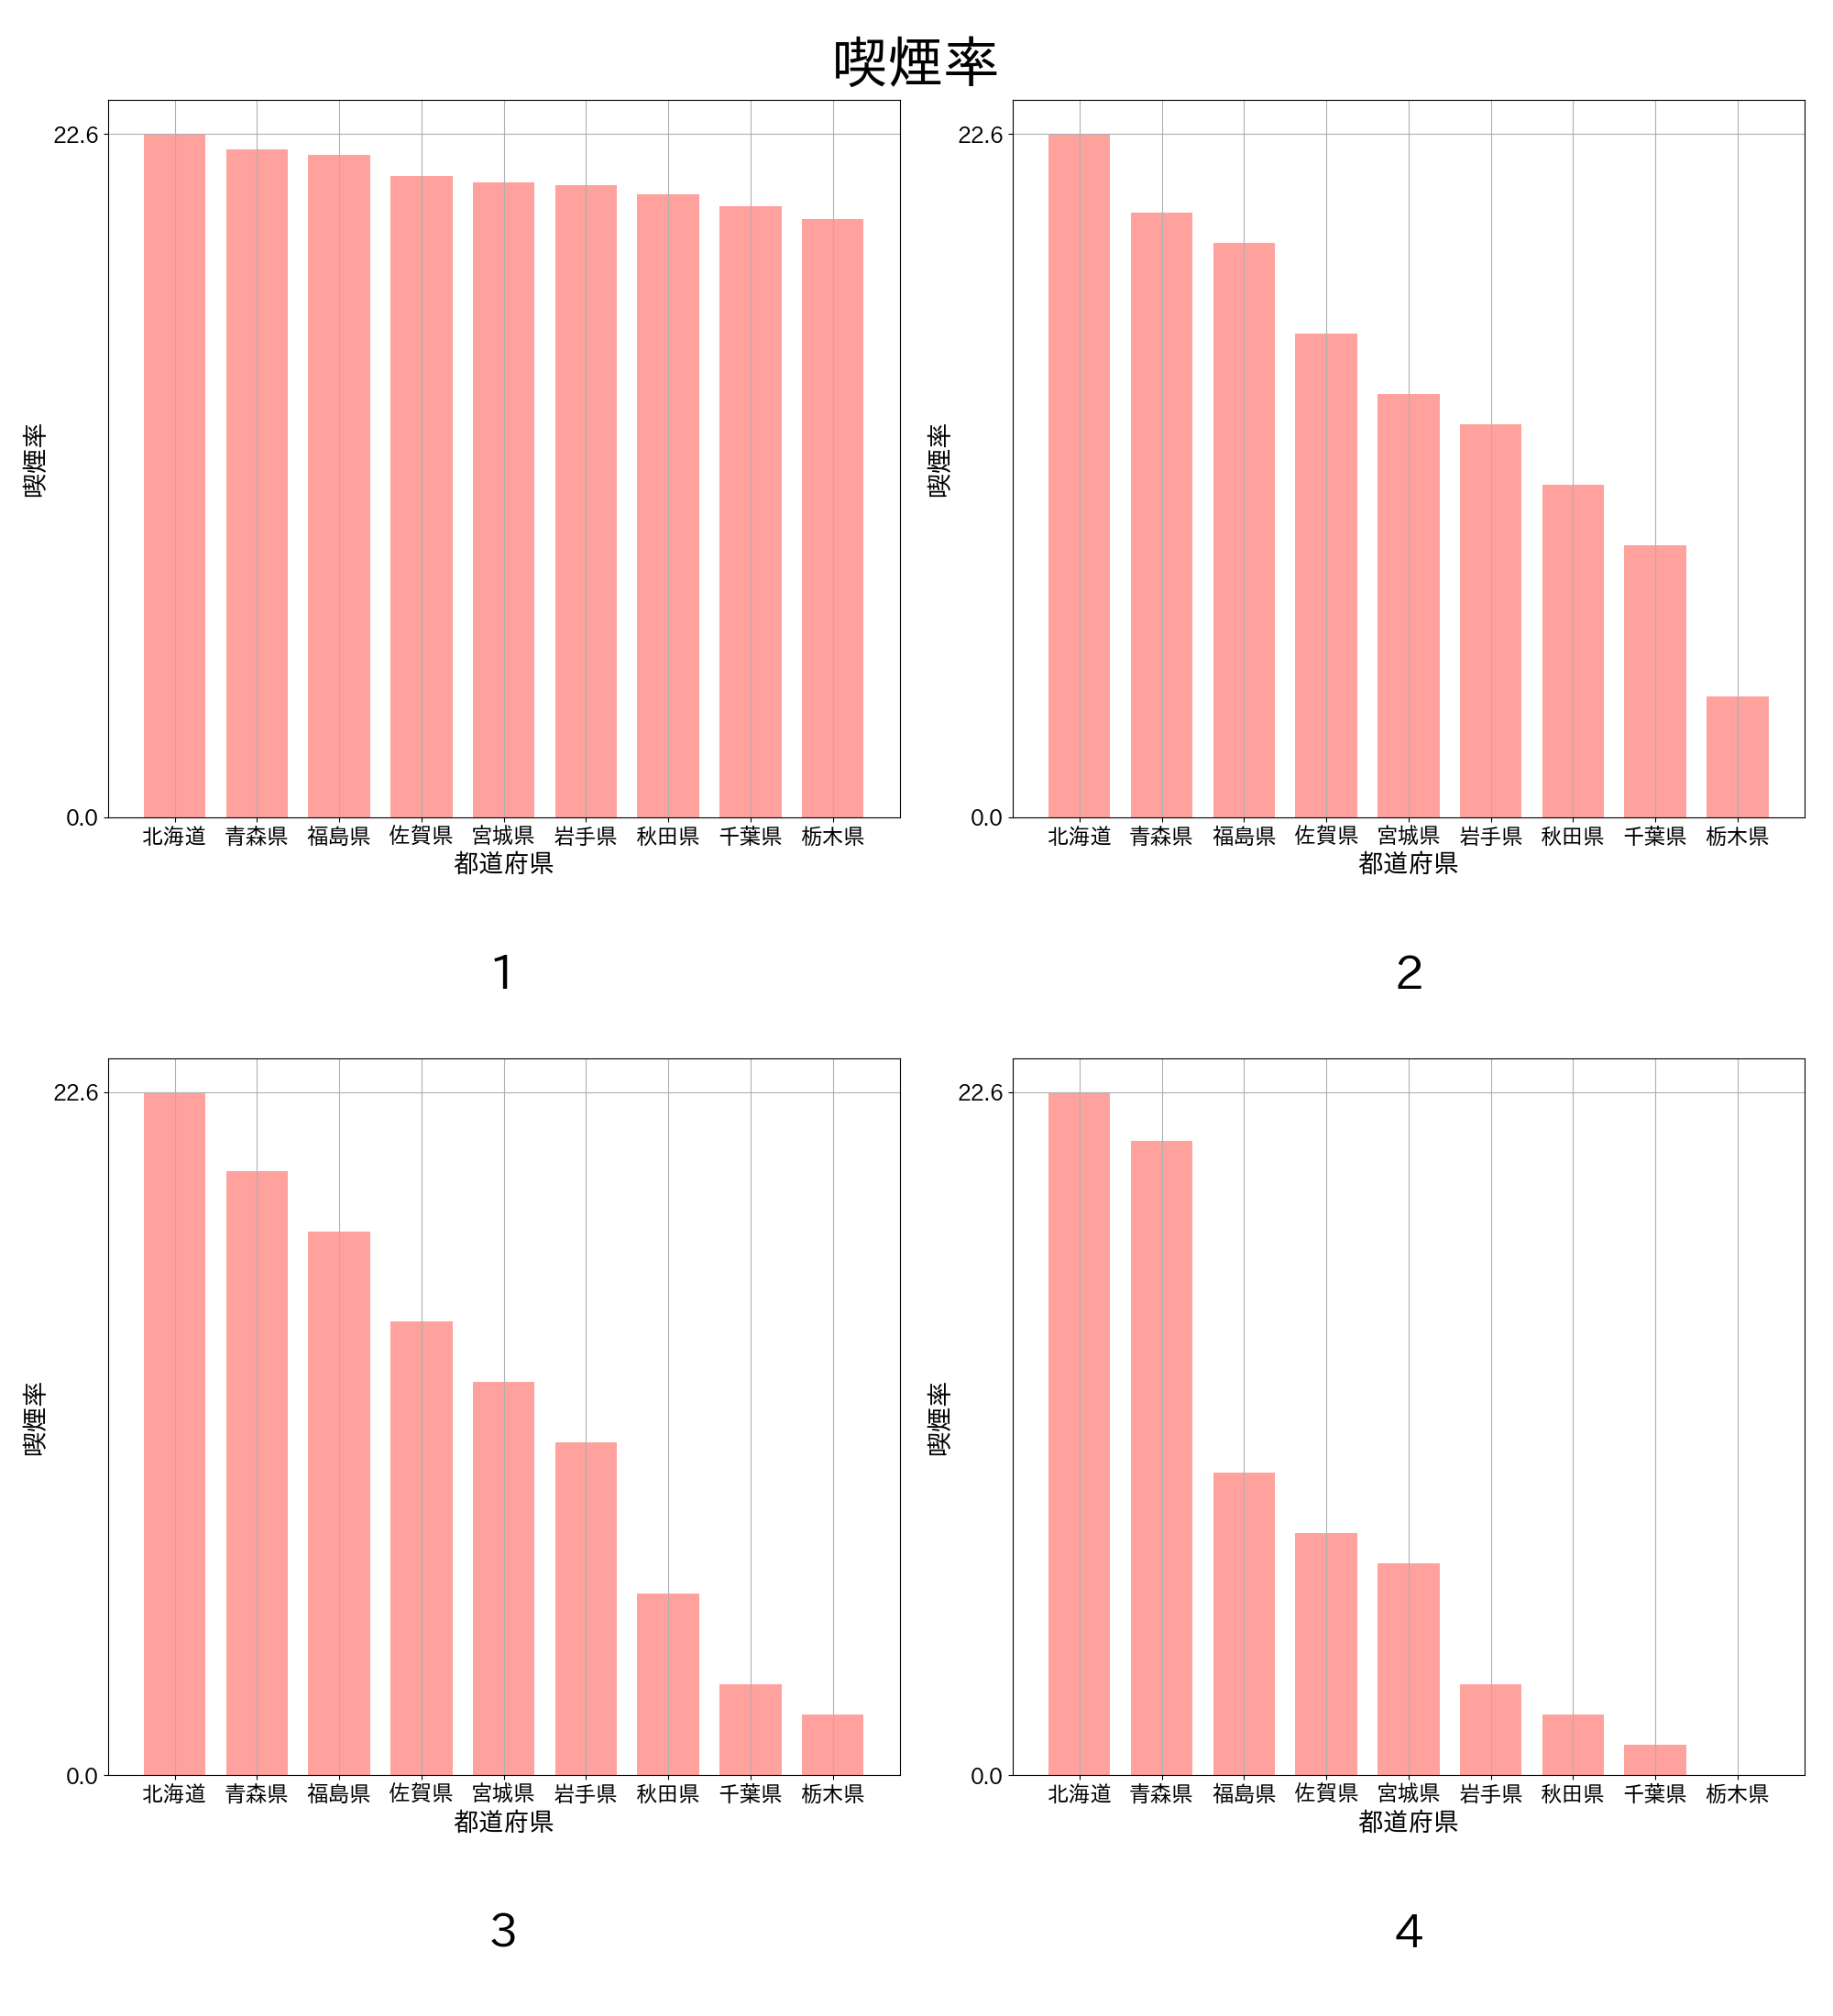 喫煙率
22.6
0.0
喫煙率
北海道 青森県 福島県 佐賀県 宮城県 岩手県 秋田県 千葉県 栃木県
都道府県
1
22.6
0.0
喫煙率
北海道 青森県 福島県 佐賀県 宮城県 岩手県 秋田県 千葉県 栃木県
都道府県
2
22.6
0.0
喫煙率
北海道 青森県 福島県 佐賀県 宮城県 岩手県 秋田県 千葉県 栃木県
都道府県
3
22.6
0.0
喫煙率
北海道 青森県 福島県 佐賀県 宮城県 岩手県 秋田県 千葉県 栃木県
都道府県
4